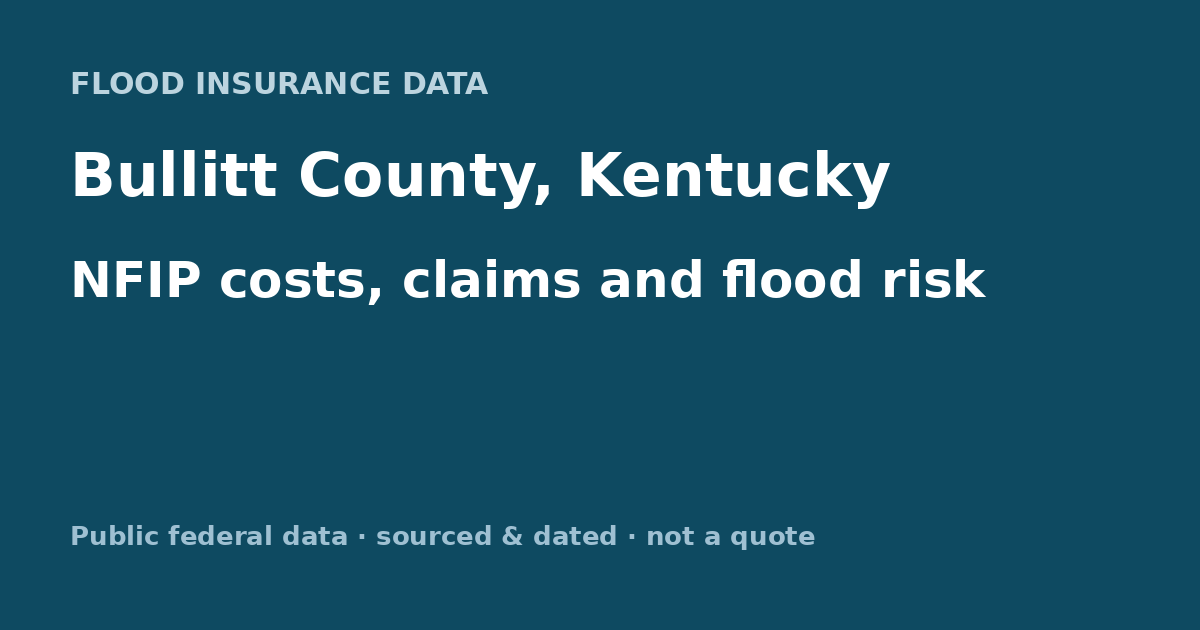 FLOOD INSURANCE DATA
Bullitt County, Kentucky
NFIP costs, claims and flood risk
Public federal data · sourced & dated · not a quote